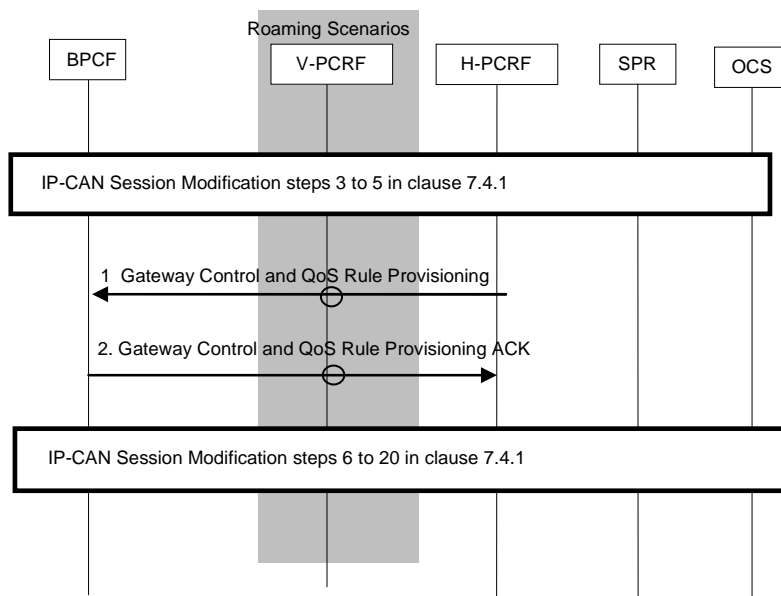 Roaming Scenarios
BPCF
V-PCRF
H-PCRF
SPR
OCS
IP-CAN Session Modification steps 3 to 5 in clause 7.4.1
1 Gateway Control and QoS Rule Provisioning
2. Gateway Control and QoS Rule Provisioning ACK
IP-CAN Session Modification steps 6 to 20 in clause 7.4.1